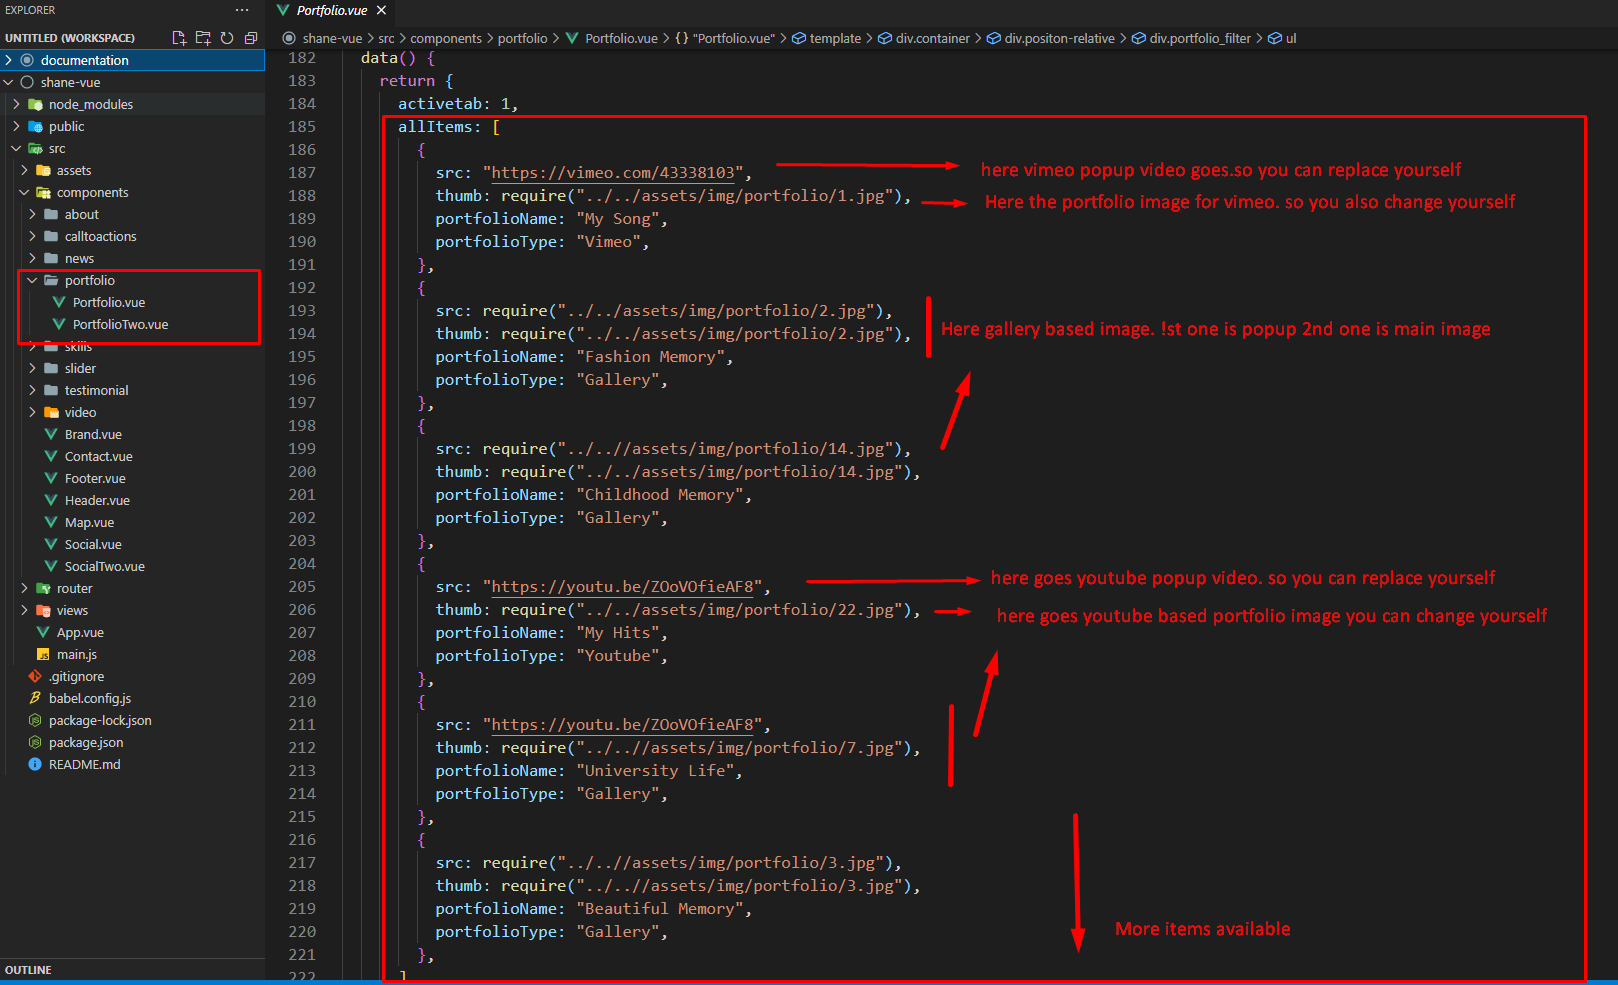 EXPLORER
···
Portfolio.vue
UNTITLED (WORKSPACE)
shane-vue > src > components > portfolio > Portfolio.vue > {} "Portfolio.vue" > template > div.container > div.positon-relative > div.portfolio_filter > ul
documentation
shane-vue
node_modules
public
src
assets
components
about
calltoactions
news
portfolio
Portfolio.vue
PortfolioTwo.vue
skills
slider
testimonial
video
Brand.vue
Contact.vue
Footer.vue
Header.vue
Map.vue
Social.vue
SocialTwo.vue
router
views
App.vue
main.js
.gitignore
babel.config.js
package-lock.json
package.json
README.md
OUTLINE
182 data() {
183 return {
184 activetab: 1,
185 allItems: [
186 {
187 src: "https://vimeo.com/43338103",
here vimeo popup video goes.so you can replace yourself
188 thumb: require("../../assets/img/portfolio/1.jpg"),
Here the portfolio image for vimeo. so you also change yourself
189 portfolioName: "My Song",
190 portfolioType: "Vimeo",
191 },
192 {
193 src: require("../../assets/img/portfolio/2.jpg"),
194 thumb: require("../../assets/img/portfolio/2.jpg"),
Here gallery based image. !st one is popup 2nd one is main image
195 portfolioName: "Fashion Memory",
196 portfolioType: "Gallery",
197 },
198 {
199 src: require("../..//assets/img/portfolio/14.jpg"),
200 thumb: require("../../assets/img/portfolio/14.jpg"),
201 portfolioName: "Childhood Memory",
202 portfolioType: "Gallery",
203 },
204 {
205 src: "https://youtu.be/ZOoVOfieAF8",
here goes youtube popup video. so you can replace yourself
206 thumb: require("../../assets/img/portfolio/22.jpg"),
here goes youtube based portfolio image you can change yourself
207 portfolioName: "My Hits",
208 portfolioType: "Youtube",
209 },
210 {
211 src: "https://youtu.be/ZOoVOfieAF8",
212 thumb: require("../..//assets/img/portfolio/7.jpg"),
213 portfolioName: "University Life",
214 portfolioType: "Gallery",
215 },
216 {
217 src: require("../..//assets/img/portfolio/3.jpg"),
218 thumb: require("../..//assets/img/portfolio/3.jpg"),
219 portfolioName: "Beautiful Memory",
220 portfolioType: "Gallery",
More items available
221 },
222 ]